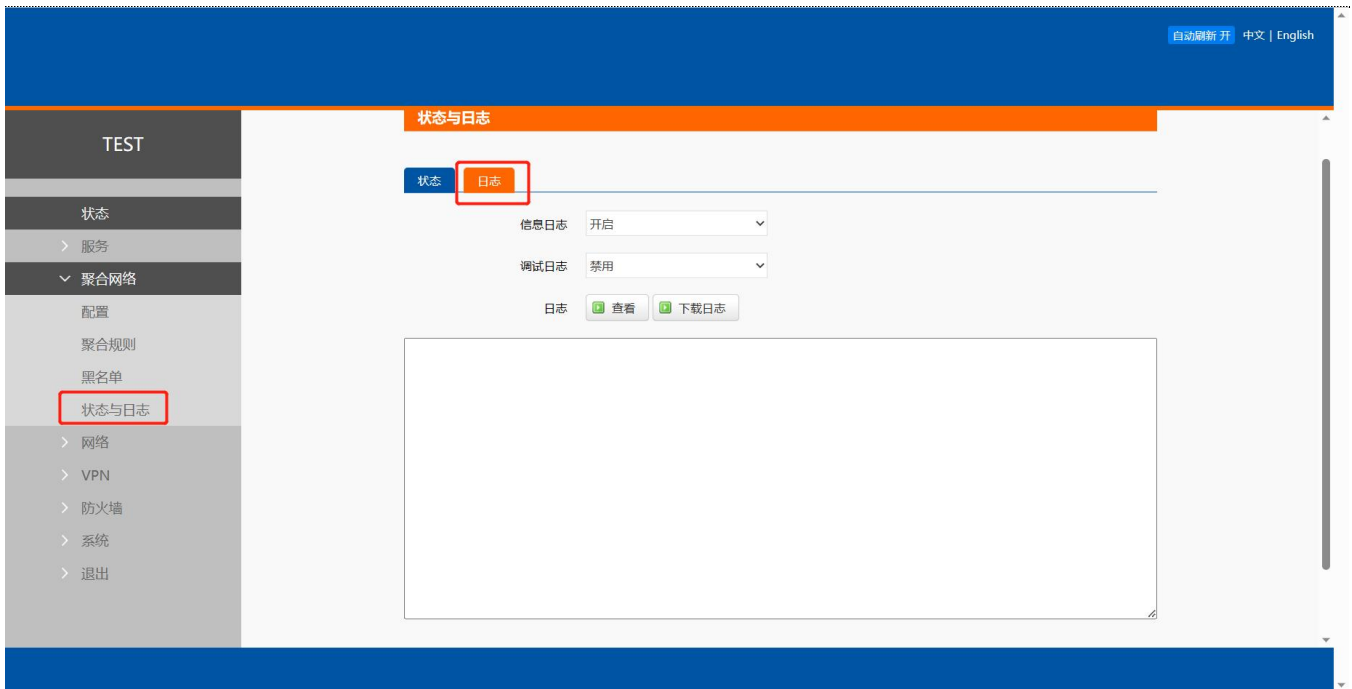 自动刷新 开 中文 | English
TEST
状态
服务
聚合网络
配置
聚合规则
黑名单
状态与日志
网络
VPN
防火墙
系统
退出
状态与日志
状态 日志
信息日志 开启
调试日志 禁用
日志 查看 下载日志